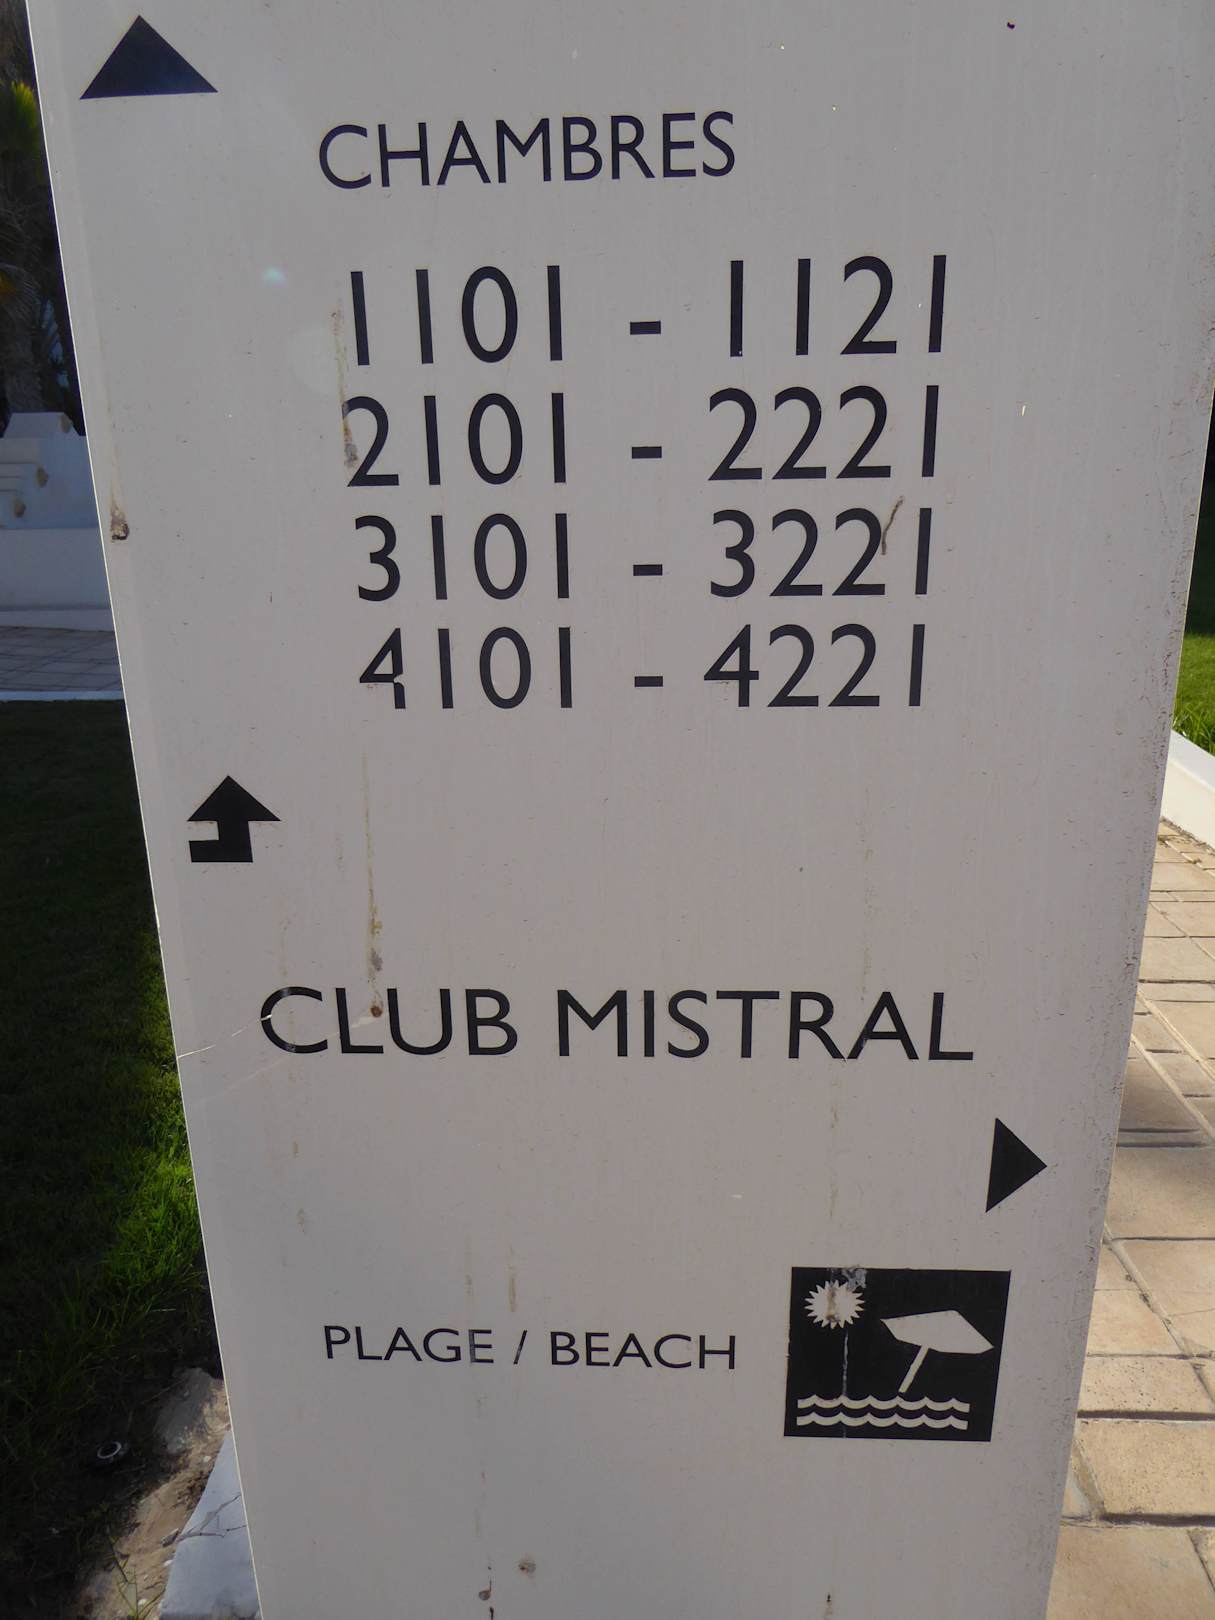 CHAMBRES
1101 - 1121
2101 - 2221
3101 - 3221
4101 - 4221
CLUB MISTRAL
PLAGE / BEACH